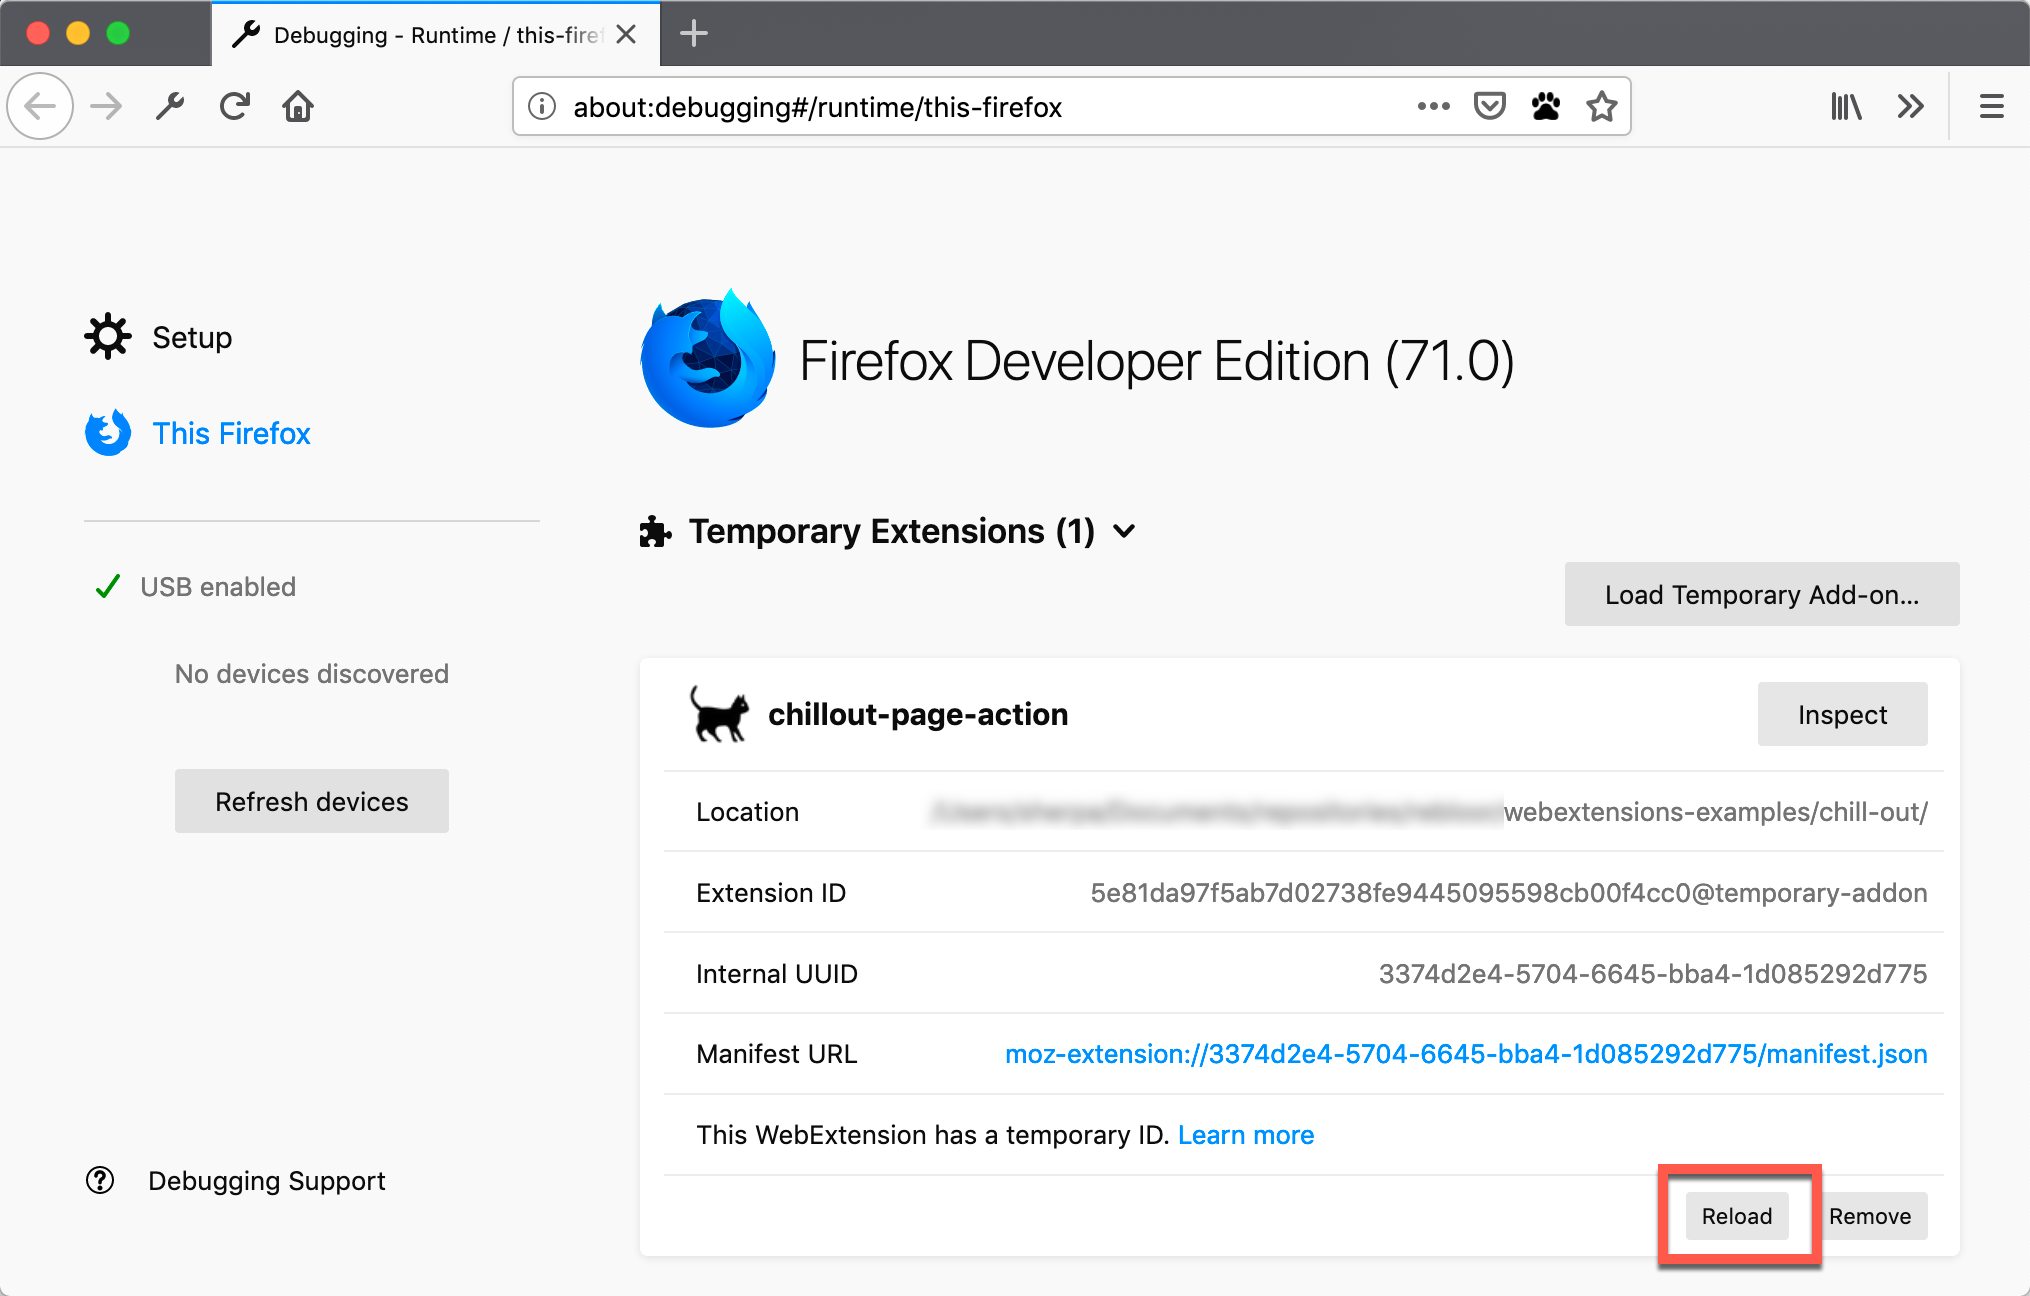 Debugging - Runtime / this-firef
about:debugging#/runtime/this-firefox
Setup
This Firefox
USB enabled
No devices discovered
Refresh devices
Debugging Support
Firefox Developer Edition (71.0)
Temporary Extensions (1)
Load Temporary Add-on...
chillout-page-action
Inspect
Location webextensions-examples/chill-out/
Extension ID 5e81da97f5ab7d02738fe9445095598cb00f4cc0@temporary-addon
Internal UUID 3374d2e4-5704-6645-bba4-1d085292d775
Manifest URL moz-extension://3374d2e4-5704-6645-bba4-1d085292d775/manifest.json
This WebExtension has a temporary ID. Learn more
Reload Remove